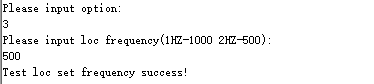 Please input option:
3
Please input loc frequency(1HZ-1000 2HZ-500):
500
Test loc set frequency success!